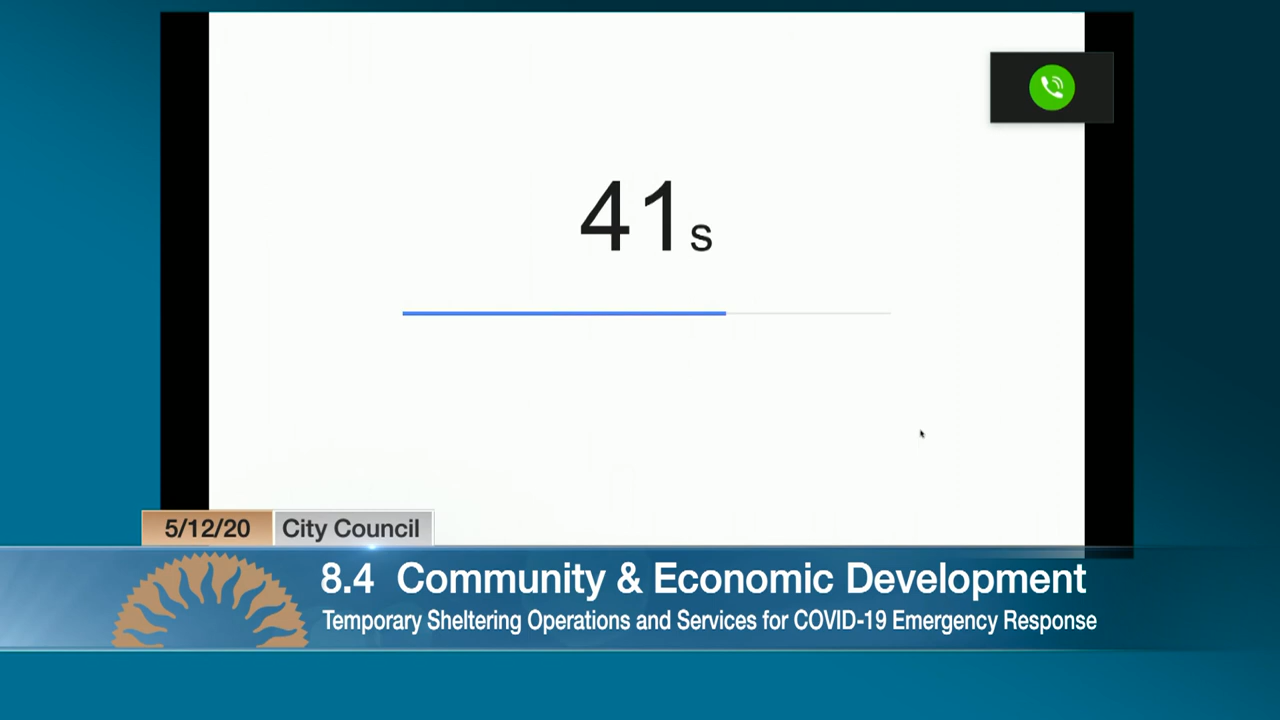 41s
5/12/20 City Council
8.4 Community & Economic Development
Temporary Sheltering Operations and Services for COVID-19 Emergency Response